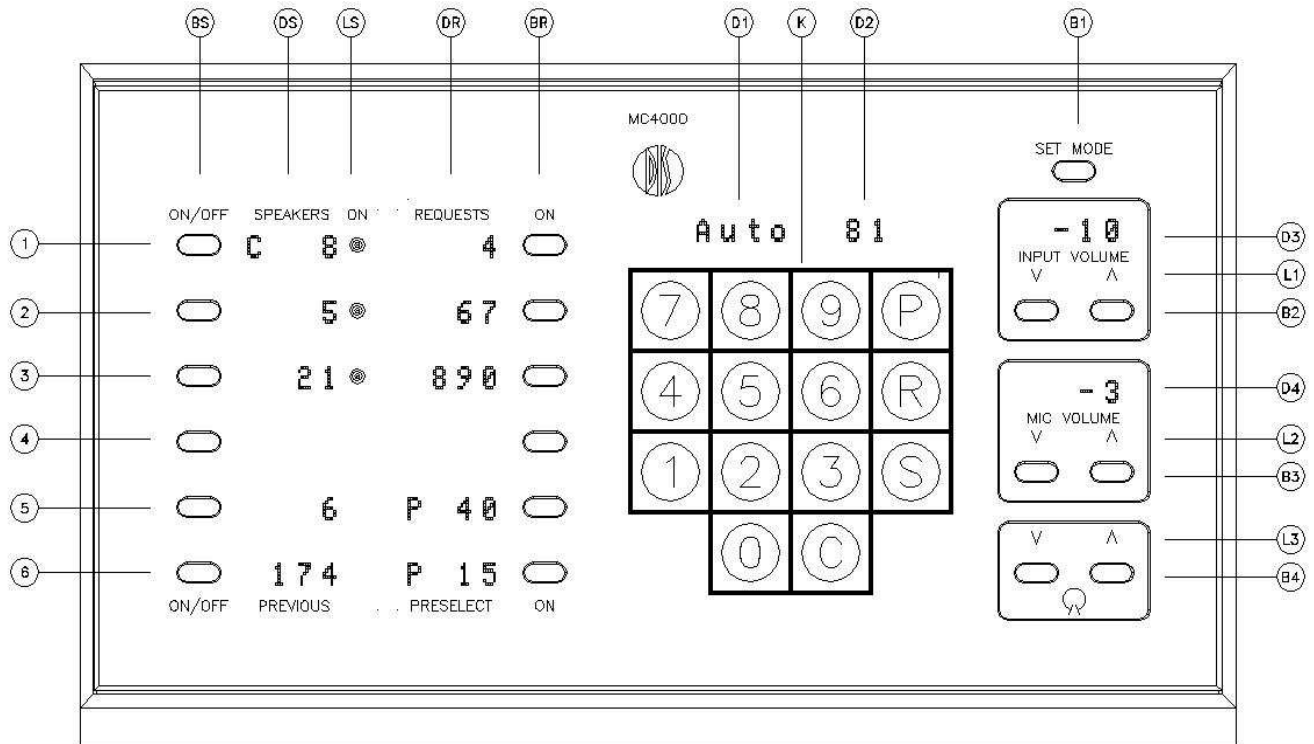 BS DS LS DR BR D1 K D2 B1
MC4000
SET MODE
ON/OFF SPEAKERS ON REQUESTS ON
1 C 8 4 Auto 81 -10 D3
INPUT VOLUME L1
V Λ
2 5 67 7 8 9 P B2
3 21 890 4 5 6 R -3 D4
MIC VOLUME
4 V Λ L2
1 2 3 S B3
5 6 P 40
V Λ L3
6 174 P 15 0 C B4
ON/OFF PREVIOUS PRESELECT ON